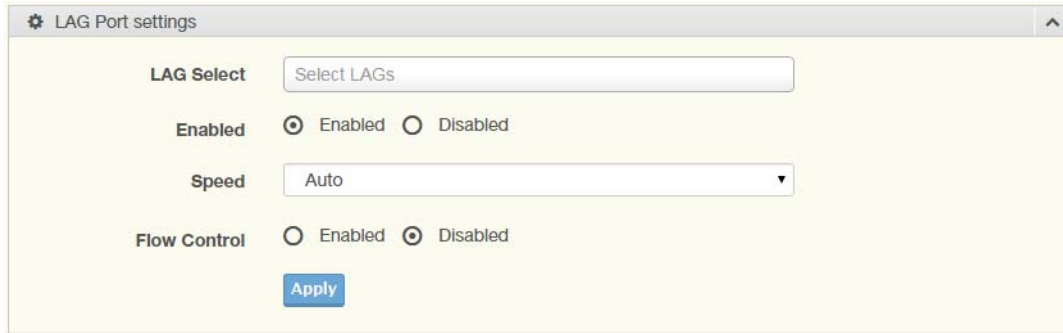 LAG Port settings
LAG Select Select LAGs
Enabled Enabled Disabled
Speed Auto
Flow Control Enabled Disabled
Apply